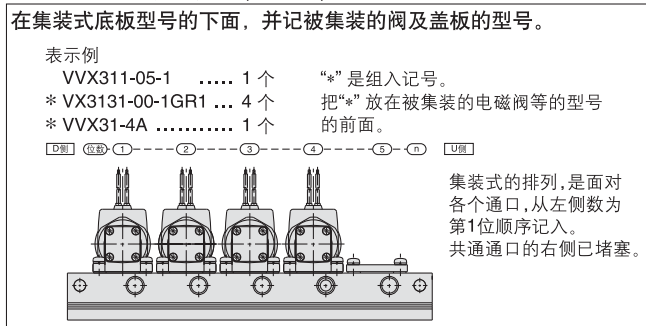 在集装式底板型号的下面，并记被集装的阀及盖板的型号。
表示例
VVX311-05-1 ..... 1 个
* VX3131-00-1GR1 ... 4 个
* VVX31-4A ........... 1 个
“*” 是组入记号。
把“*” 放在被集装的电磁阀等的型号
的前面。
D侧 位数 1 ----- 2 ----- 3 ----- 4 ----- 5 -- n U侧
集装式的排列，是面对
各个通口，从左侧数为
第1位顺序记入。
共通通口的右侧已堵塞。